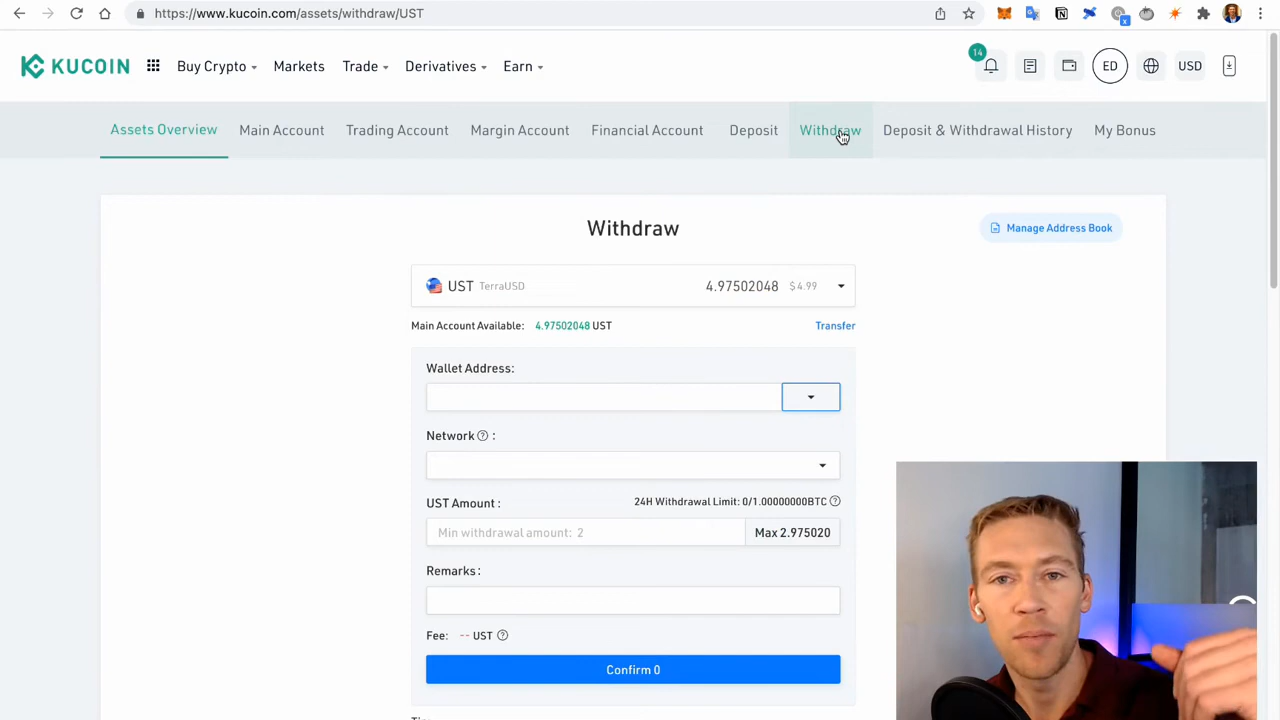 https://www.kucoin.com/assets/withdraw/UST
KUCOIN Buy Crypto Markets Trade Derivatives Earn 14 ED USD
Assets Overview Main Account Trading Account Margin Account Financial Account Deposit Withdraw Deposit & Withdrawal History My Bonus
Withdraw
Manage Address Book
UST TerraUSD 4.97502048 $ 4.99
Main Account Available: 4.97502048 UST Transfer
Wallet Address:
Network ? :
UST Amount : 24H Withdrawal Limit: 0/1.00000000BTC ?
Min withdrawal amount: 2 Max 2.975020
Remarks :
Fee: -- UST ?
Confirm 0